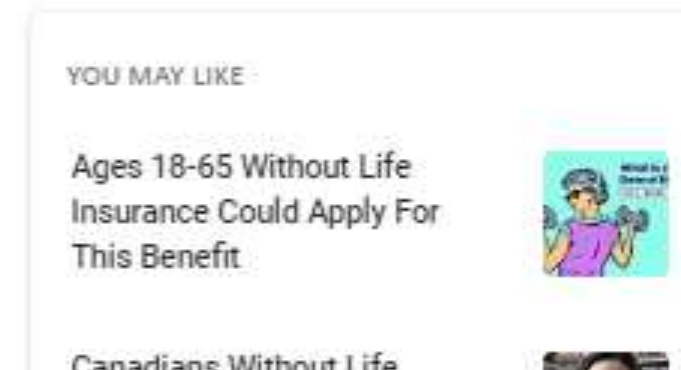 YOU MAY LIKE
Ages 18-65 Without Life
Insurance Could Apply For
This Benefit
Canadians Without Life